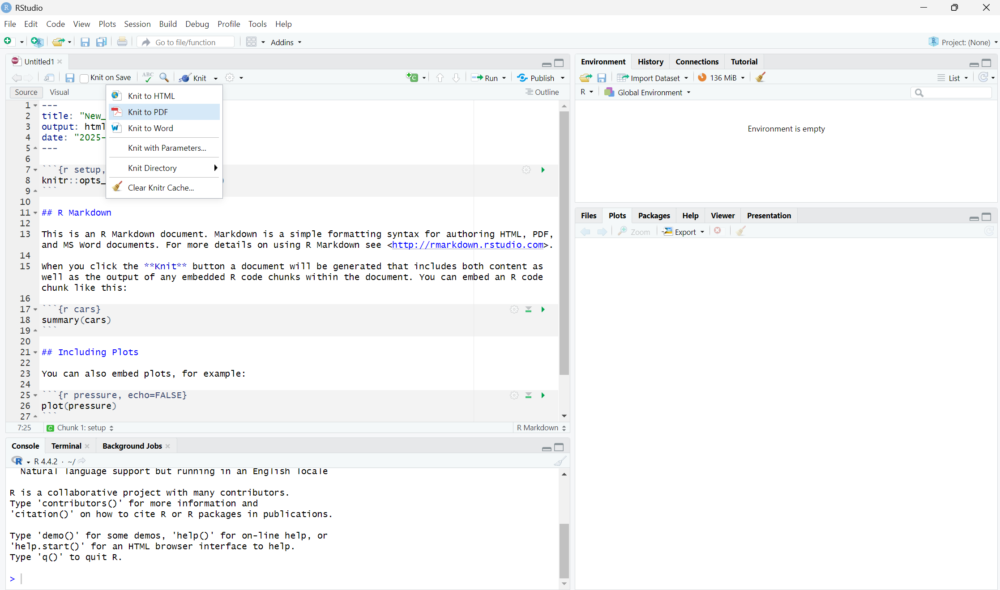 RStudio
File Edit Code View Plots Session Build Debug Profile Tools Help
Go to file/function Addins Project: (None)
Untitled1
Knit on Save ABC Knit Run Publish
Source Visual Outline
Knit to HTML
Knit to PDF
Knit to Word
Knit with Parameters...
Knit Directory
Clear Knitr Cache...
1 ---
2 title: "New_
3 output: html
4 date: "2025-
5 ---
6
7 ```{r setup,
8 knitr::opts_
9 ```
10
11 ## R Markdown
12
13 This is an R Markdown document. Markdown is a simple formatting syntax for authoring HTML, PDF,
and MS Word documents. For more details on using R Markdown see <http://rmarkdown.rstudio.com>.
14
15 When you click the **Knit** button a document will be generated that includes both content as
well as the output of any embedded R code chunks within the document. You can embed an R code
chunk like this:
16
17 ```{r cars}
18 summary(cars)
19 ```
20
21 ## Including Plots
22
23 You can also embed plots, for example:
24
25 ```{r pressure, echo=FALSE}
26 plot(pressure)
27 ```
7:25 C Chunk 1: setup R Markdown
Console Terminal Background Jobs
R R 4.4.2 · ~/
Natural language support but running in an English locale
R is a collaborative project with many contributors.
Type 'contributors()' for more information and
'citation()' on how to cite R or R packages in publications.
Type 'demo()' for some demos, 'help()' for on-line help, or
'help.start()' for an HTML browser interface to help.
Type 'q()' to quit R.
>
Environment History Connections Tutorial
Import Dataset 136 MiB List
R Global Environment
Environment is empty
Files Plots Packages Help Viewer Presentation
Zoom Export